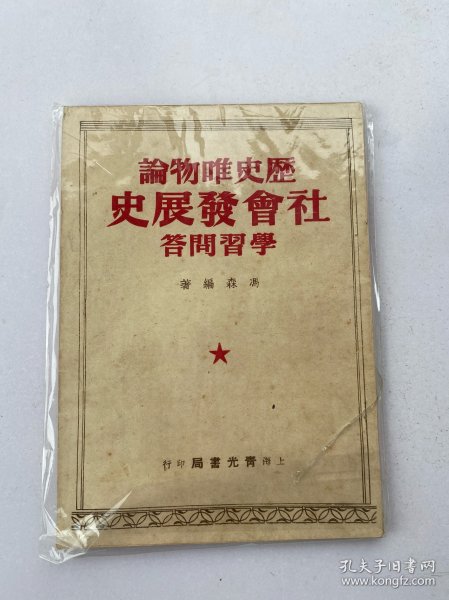 歷史唯物論
社會發展史
學習問答
馮森編著
上海青光書局印行
孔夫子旧书网
www.kongfz.com